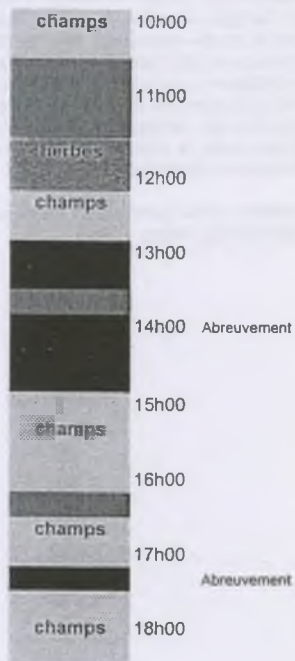 champs 10h00
11h00
herbes
12h00
champs
13h00
14h00 Abreuvement
15h00
champs
16h00
champs
17h00
Abreuvement
champs 18h00